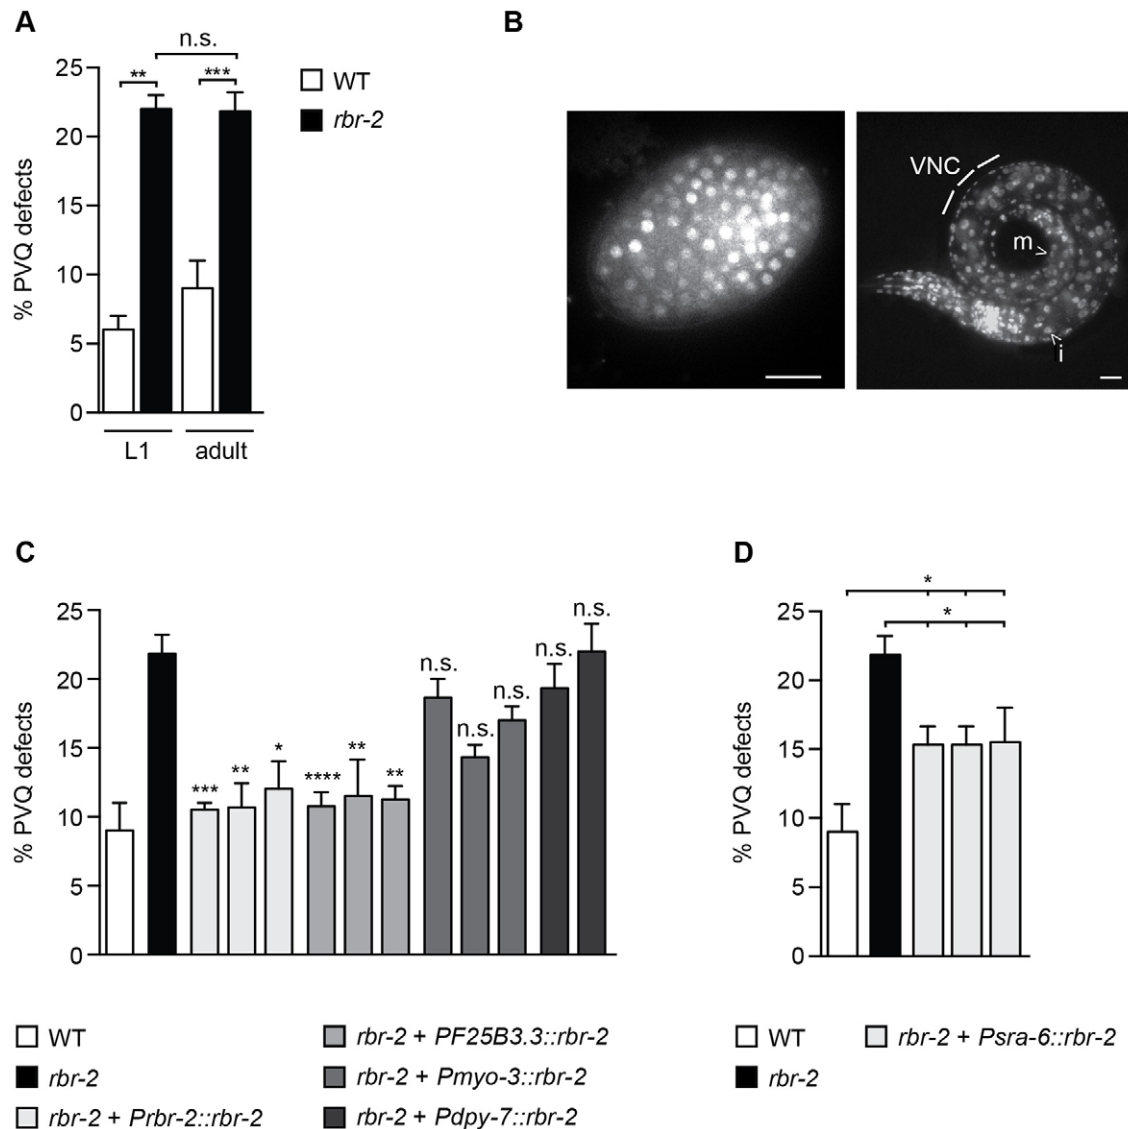 A
n.s.
** ***
25
20
15
10
5
0
% PVQ defects
L1 adult
WT
rbr-2
B
VNC
m
i
C
25
20
15
10
5
0
% PVQ defects
*** ** * **** ** ** n.s. n.s. n.s. n.s. n.s.
WT
rbr-2
rbr-2 + Prbr-2::rbr-2
rbr-2 + PF25B3.3::rbr-2
rbr-2 + Pmyo-3::rbr-2
rbr-2 + Pdpy-7::rbr-2
D
*
*
25
20
15
10
5
0
% PVQ defects
WT
rbr-2
rbr-2 + Psra-6::rbr-2